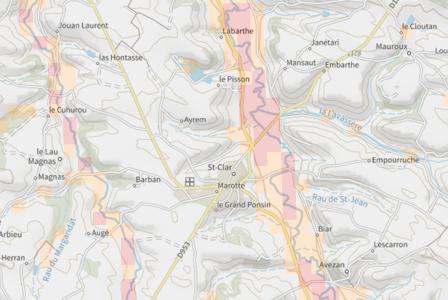 le Cloutan
Jouan Laurent
Labarthe
Janétari
Mauroux
las Hontasse
Mansaut
Embarthe
le Pisson
le Cuhurou
Ayrem
la Lavassère
le Lau
Magnas
Empourruche
St-Clar
Magnas
Barban
Marotte
Rau de St-Jean
le Grand Ponsin
Augé
Biar
Lescarron
D953
Avezan
Herran
Rau du Margaridat